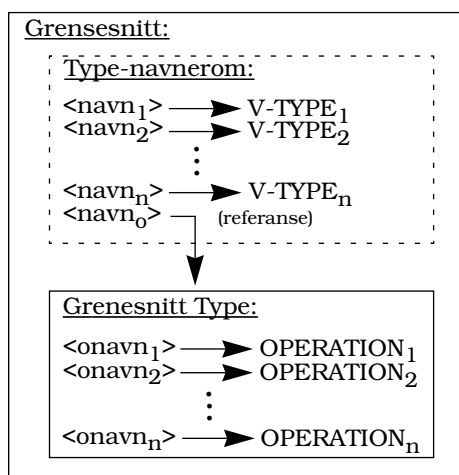 Grensesnitt:
Type-navnerom:
<navn1> V-TYPE1
<navn2> V-TYPE2
<navnn> V-TYPEn
<navno> (referanse)
Grenesnitt Type:
<onavn1> OPERATION1
<onavn2> OPERATION2
<onavnn> OPERATIONn